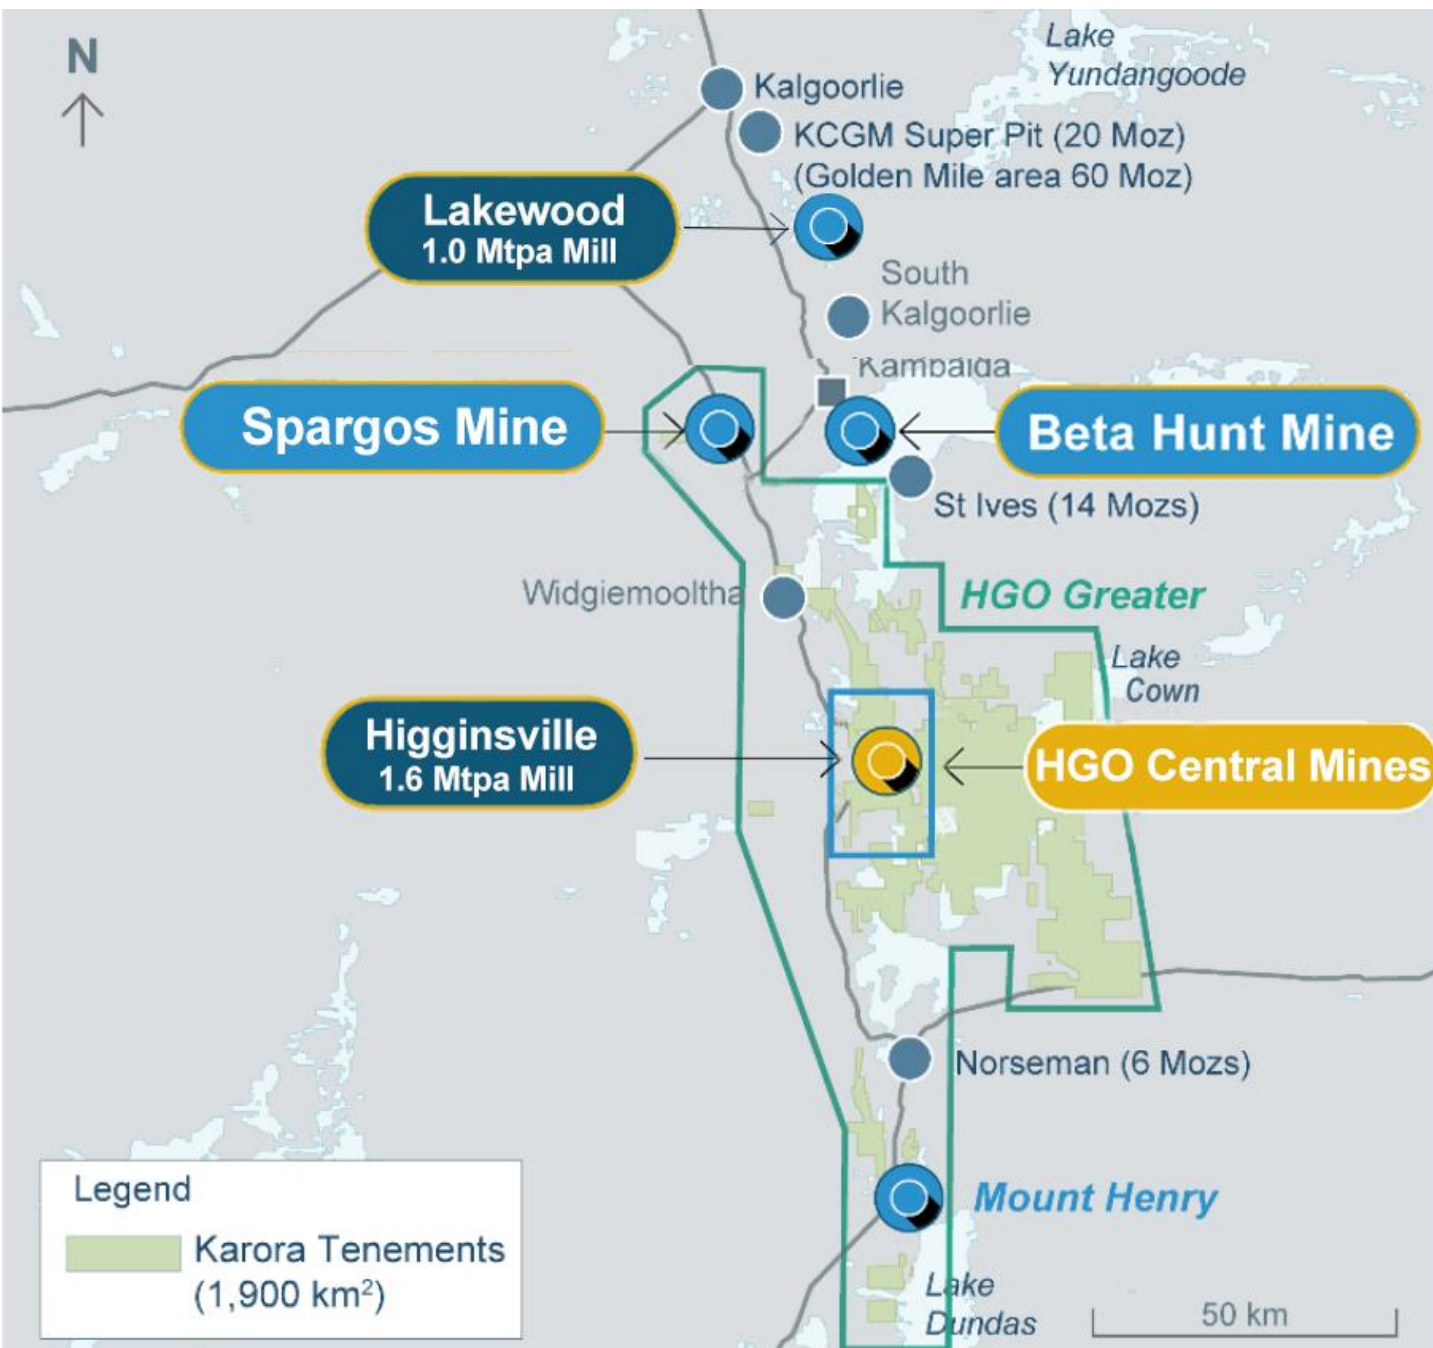 N
Lake
Yundangoode
Kalgoorlie
KCGM Super Pit (20 Moz)
(Golden Mile area 60 Moz)
Lakewood
1.0 Mtpa Mill
South
Kalgoorlie
Kampalda
Spargos Mine
Beta Hunt Mine
St Ives (14 Mozs)
Widgiemooltha
HGO Greater
Lake
Cown
Higginsville
1.6 Mtpa Mill
HGO Central Mines
Norseman (6 Mozs)
Mount Henry
Legend
Karora Tenements
(1,900 km²)
Lake
Dundas
50 km